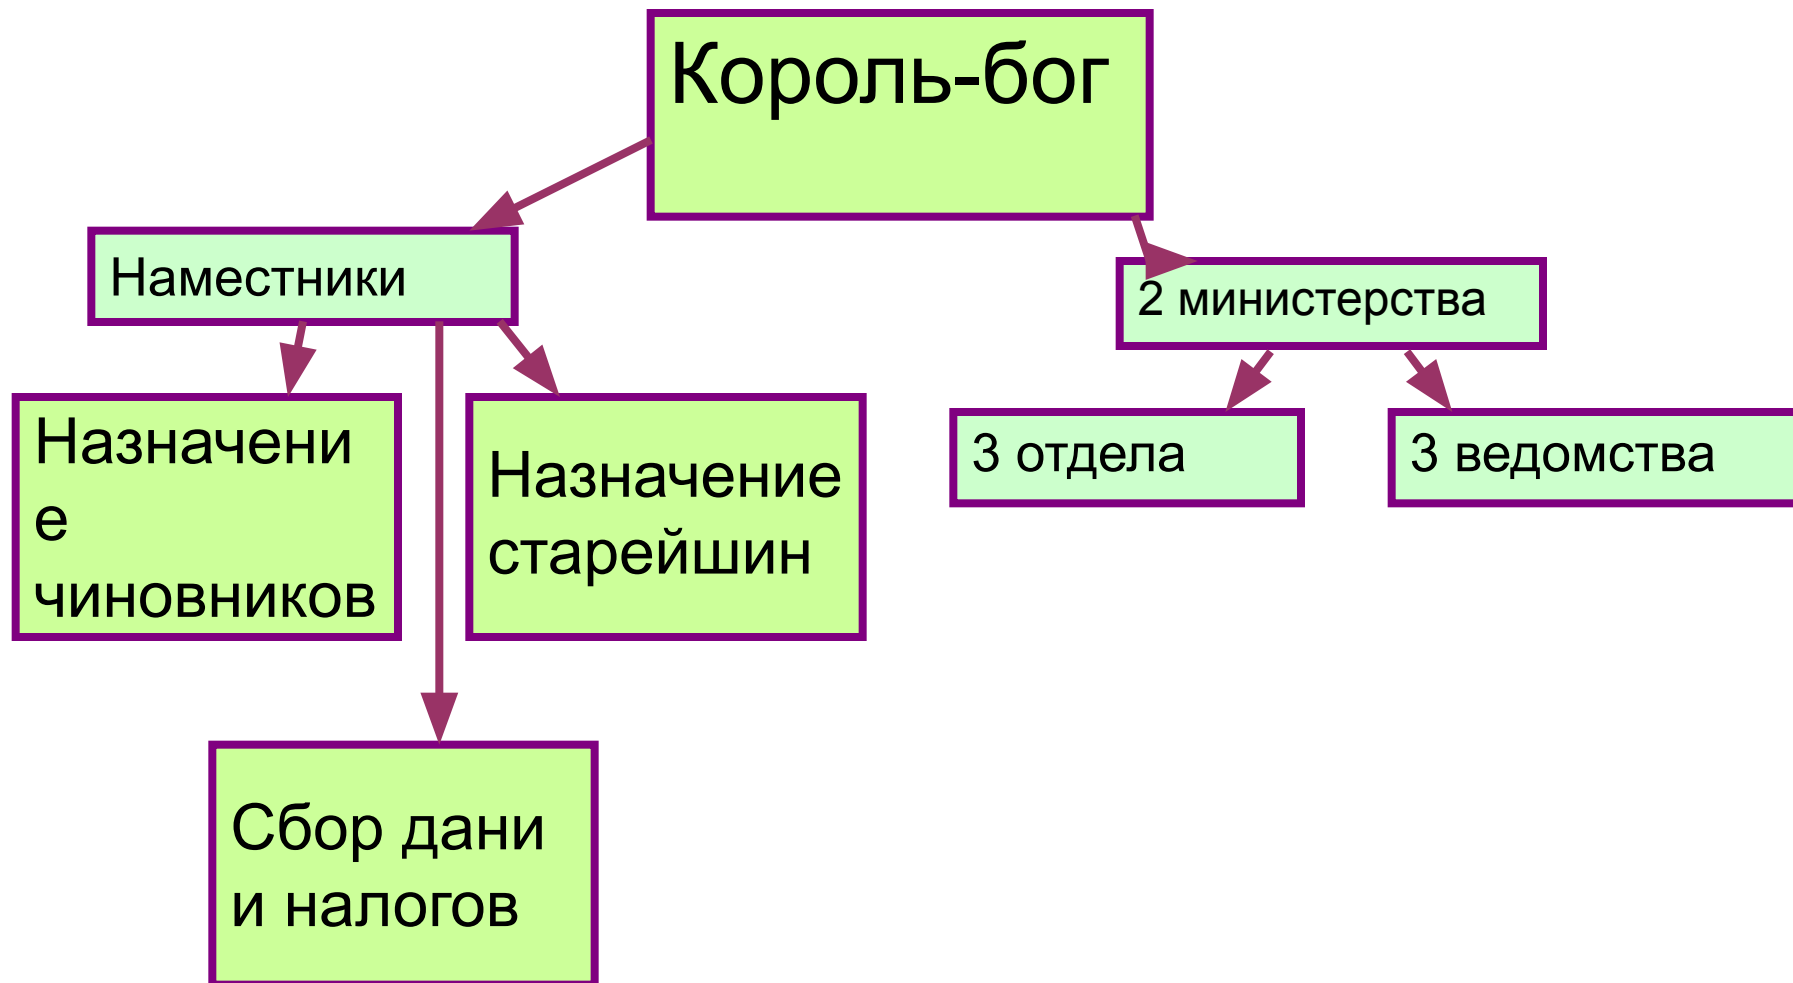 Король-бог
Наместники
2 министерства
Назначени
е
чиновников
Назначение
старейшин
3 отдела
3 ведомства
Сбор дани
и налогов